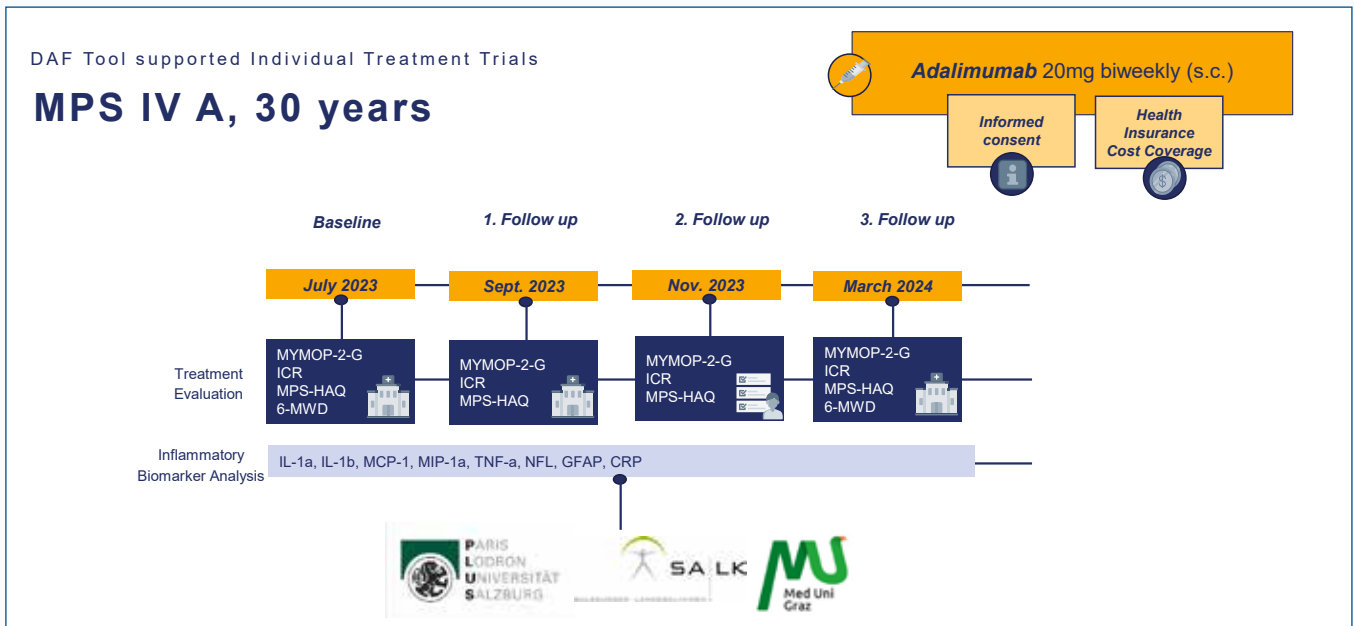 DAF Tool supported Individual Treatment Trials
MPS IV A, 30 years
Adalimumab 20mg biweekly (s.c.)
Informed
consent
Health
Insurance
Cost Coverage
Baseline
1. Follow up
2. Follow up
3. Follow up
July 2023
Sept. 2023
Nov. 2023
March 2024
Treatment
Evaluation
MYMOP-2-G
ICR
MPS-HAQ
6-MWD
MYMOP-2-G
ICR
MPS-HAQ
MYMOP-2-G
ICR
MPS-HAQ
MYMOP-2-G
ICR
MPS-HAQ
6-MWD
Inflammatory
Biomarker Analysis
IL-1a, IL-1b, MCP-1, MIP-1a, TNF-a, NFL, GFAP, CRP
PARIS
LODRON
UNIVERSITÄT
SALZBURG
SALK
Med Uni
Graz